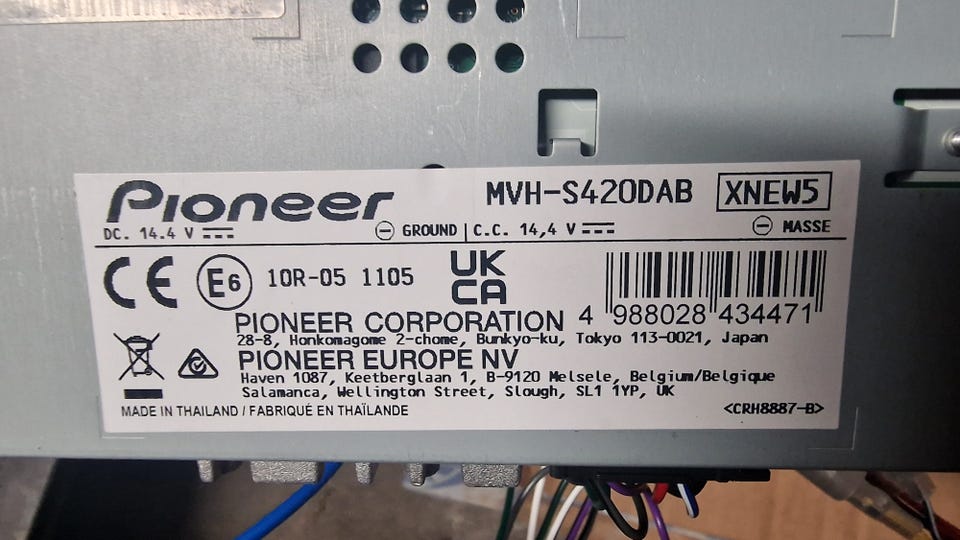 Pioneer MVH-S420DAB XNEW5
DC. 14.4 V ⎓ ⊖ GROUND | C.C. 14,4 V ⎓ ⊖ MASSE
CE E6 10R-05 1105 UK
CA
4 988028 434471
PIONEER CORPORATION
28-8, Honkomagome 2-chome, Bunkyo-ku, Tokyo 113-0021, Japan
PIONEER EUROPE NV
Haven 1087, Keetberglaan 1, B-9120 Melsele, Belgium/Belgique
Salamanca, Wellington Street, Slough, SL1 1YP, UK
MADE IN THAILAND / FABRIQUÉ EN THAÏLANDE <CRH8887-B>